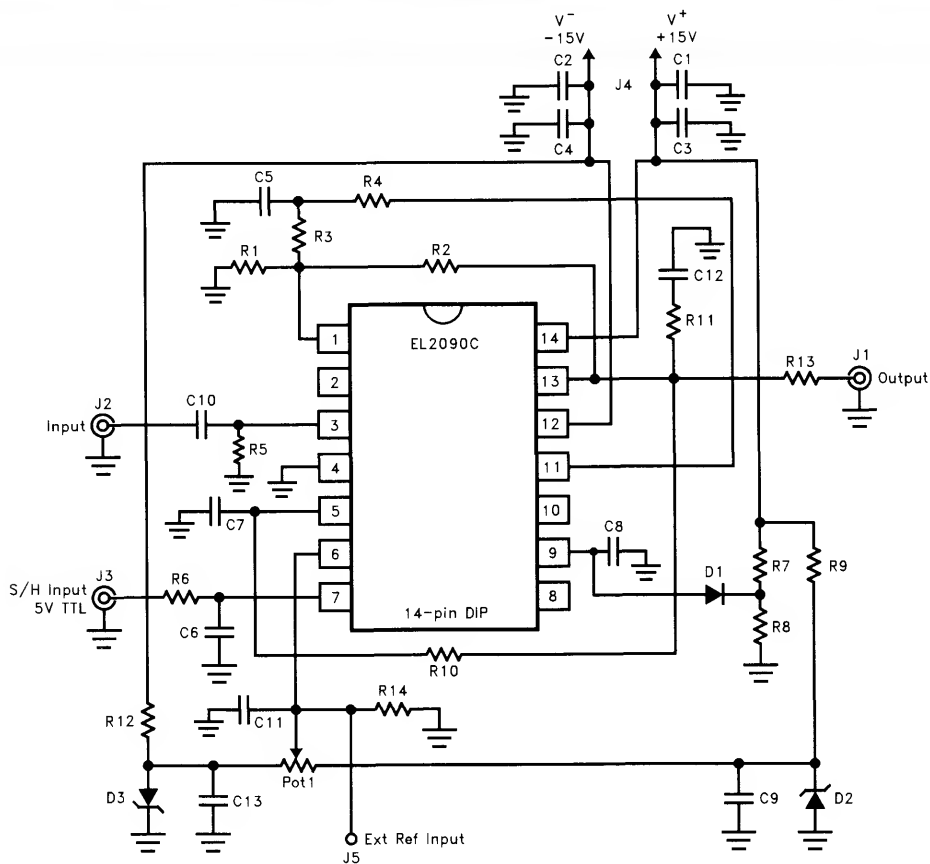 V- V+
-15V +15V
C2 C1
J4
C4 C3
C5 R4
R3
R1 R2
C12
R11
EL2090C
1 14
2 13
R13 J1
Output
J2
Input
C10
3 12
R5
4 11
C7 5 10
C8
6 9
J3
S/H Input
5V TTL
R6
7 8
D1 R7 R9
14-pin DIP
C6 R8
R10
R12 C11 R14
D3 C13 Pot1 C9 D2
Ext Ref Input
J5